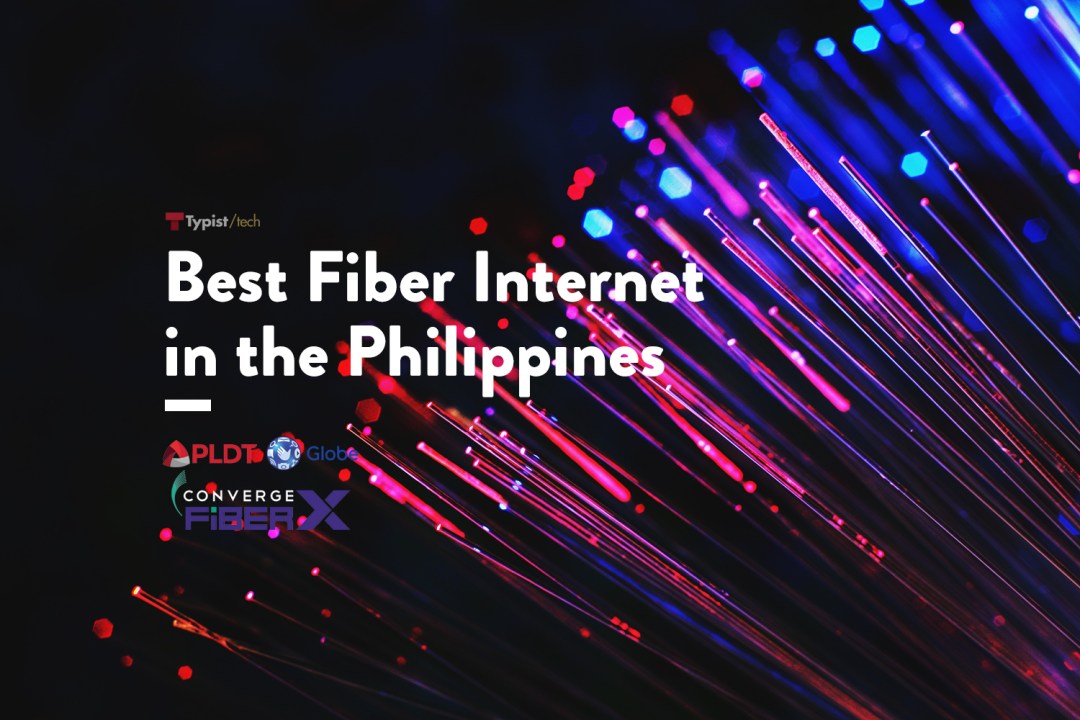 Typist/tech
Best Fiber Internet
in the Philippines
PLDT Globe
CONVERGE
FiBER X